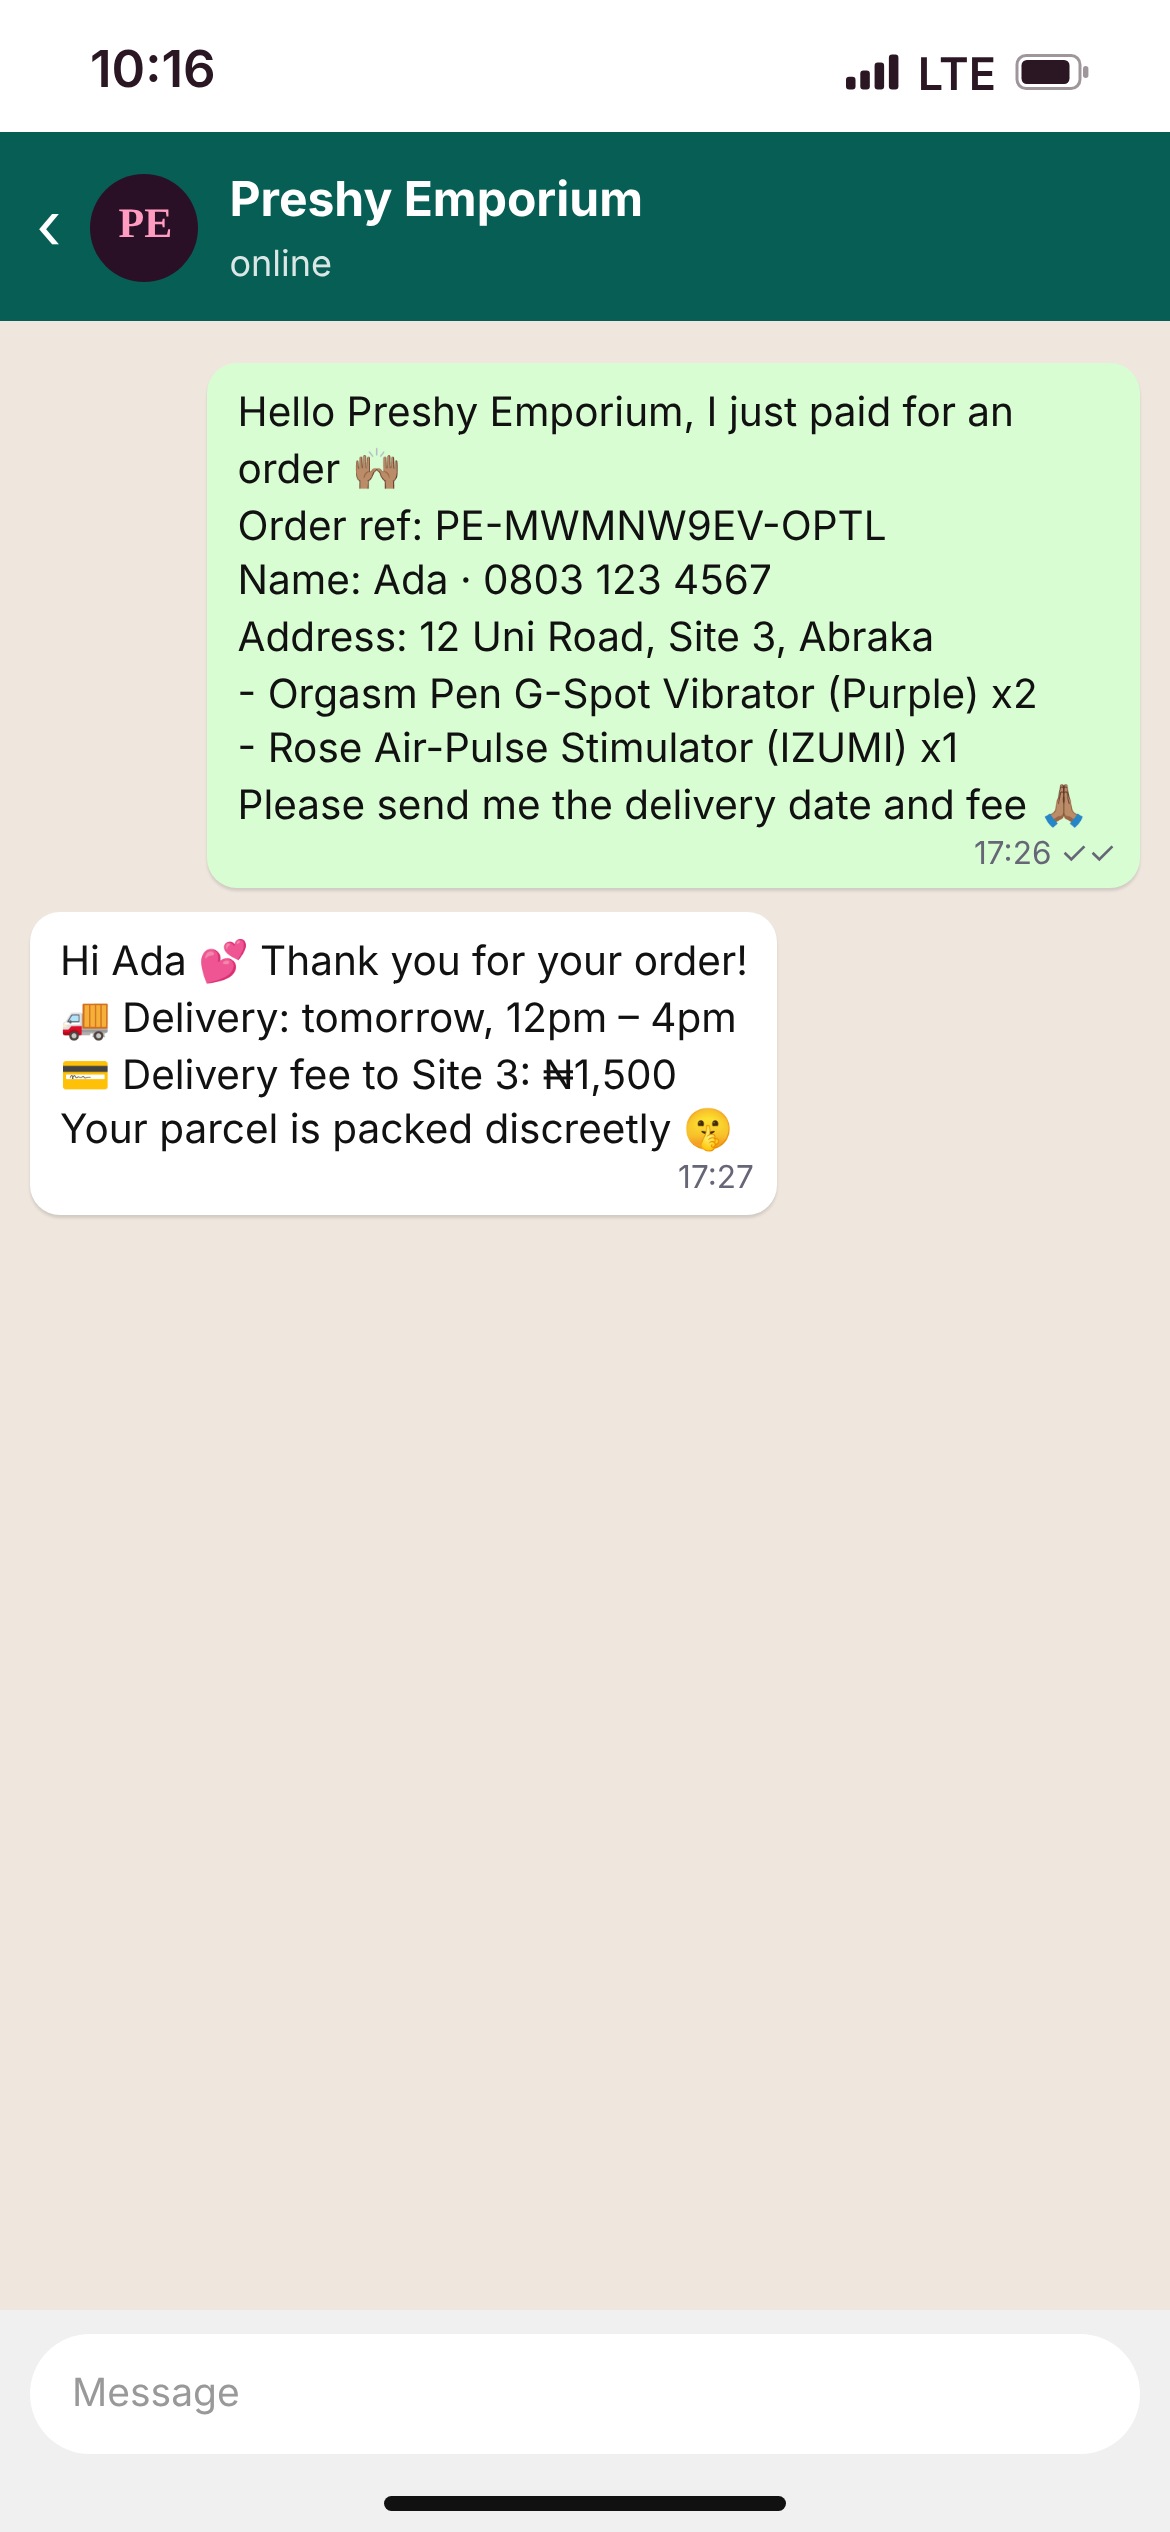 10:16
LTE
PE
Preshy Emporium
online
Hello Preshy Emporium, I just paid for an
order 🙌🏽
Order ref: PE-MWMNW9EV-OPTL
Name: Ada · 0803 123 4567
Address: 12 Uni Road, Site 3, Abraka
- Orgasm Pen G-Spot Vibrator (Purple) x2
- Rose Air-Pulse Stimulator (IZUMI) x1
Please send me the delivery date and fee 🙏🏽
17:26 ✓✓
Hi Ada 💕 Thank you for your order!
🚚 Delivery: tomorrow, 12pm – 4pm
💳 Delivery fee to Site 3: ₦1,500
Your parcel is packed discreetly 🤫
17:27
Message